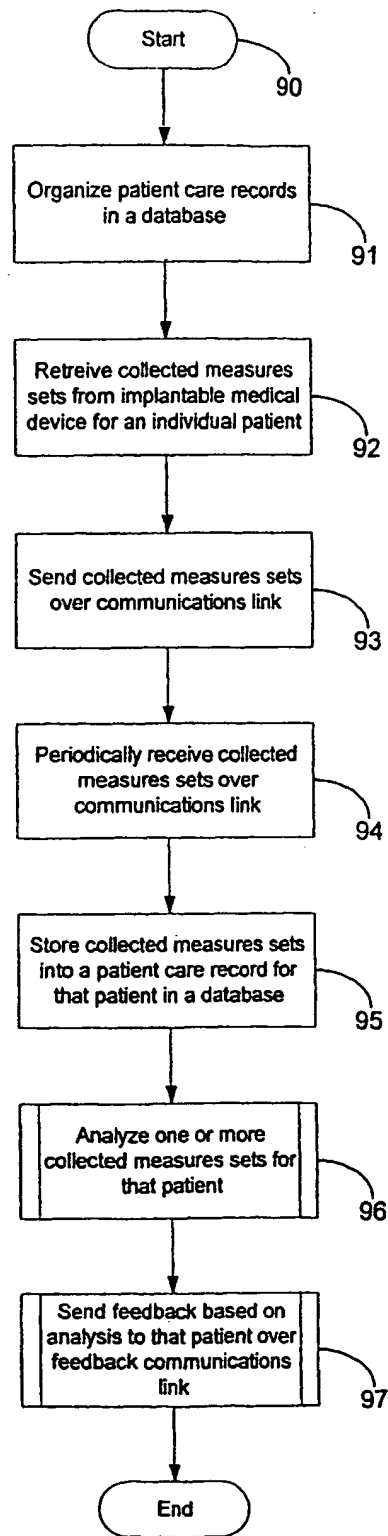 Start
90
Organize patient care records
in a database
91
Retreive collected measures
sets from implantable medical
device for an individual patient
92
Send collected measures sets
over communications link
93
Periodically receive collected
measures sets over
communications link
94
Store collected measures sets
into a patient care record for
that patient in a database
95
Analyze one or more
collected measures sets for
that patient
96
Send feedback based on
analysis to that patient over
feedback communications
link
97
End